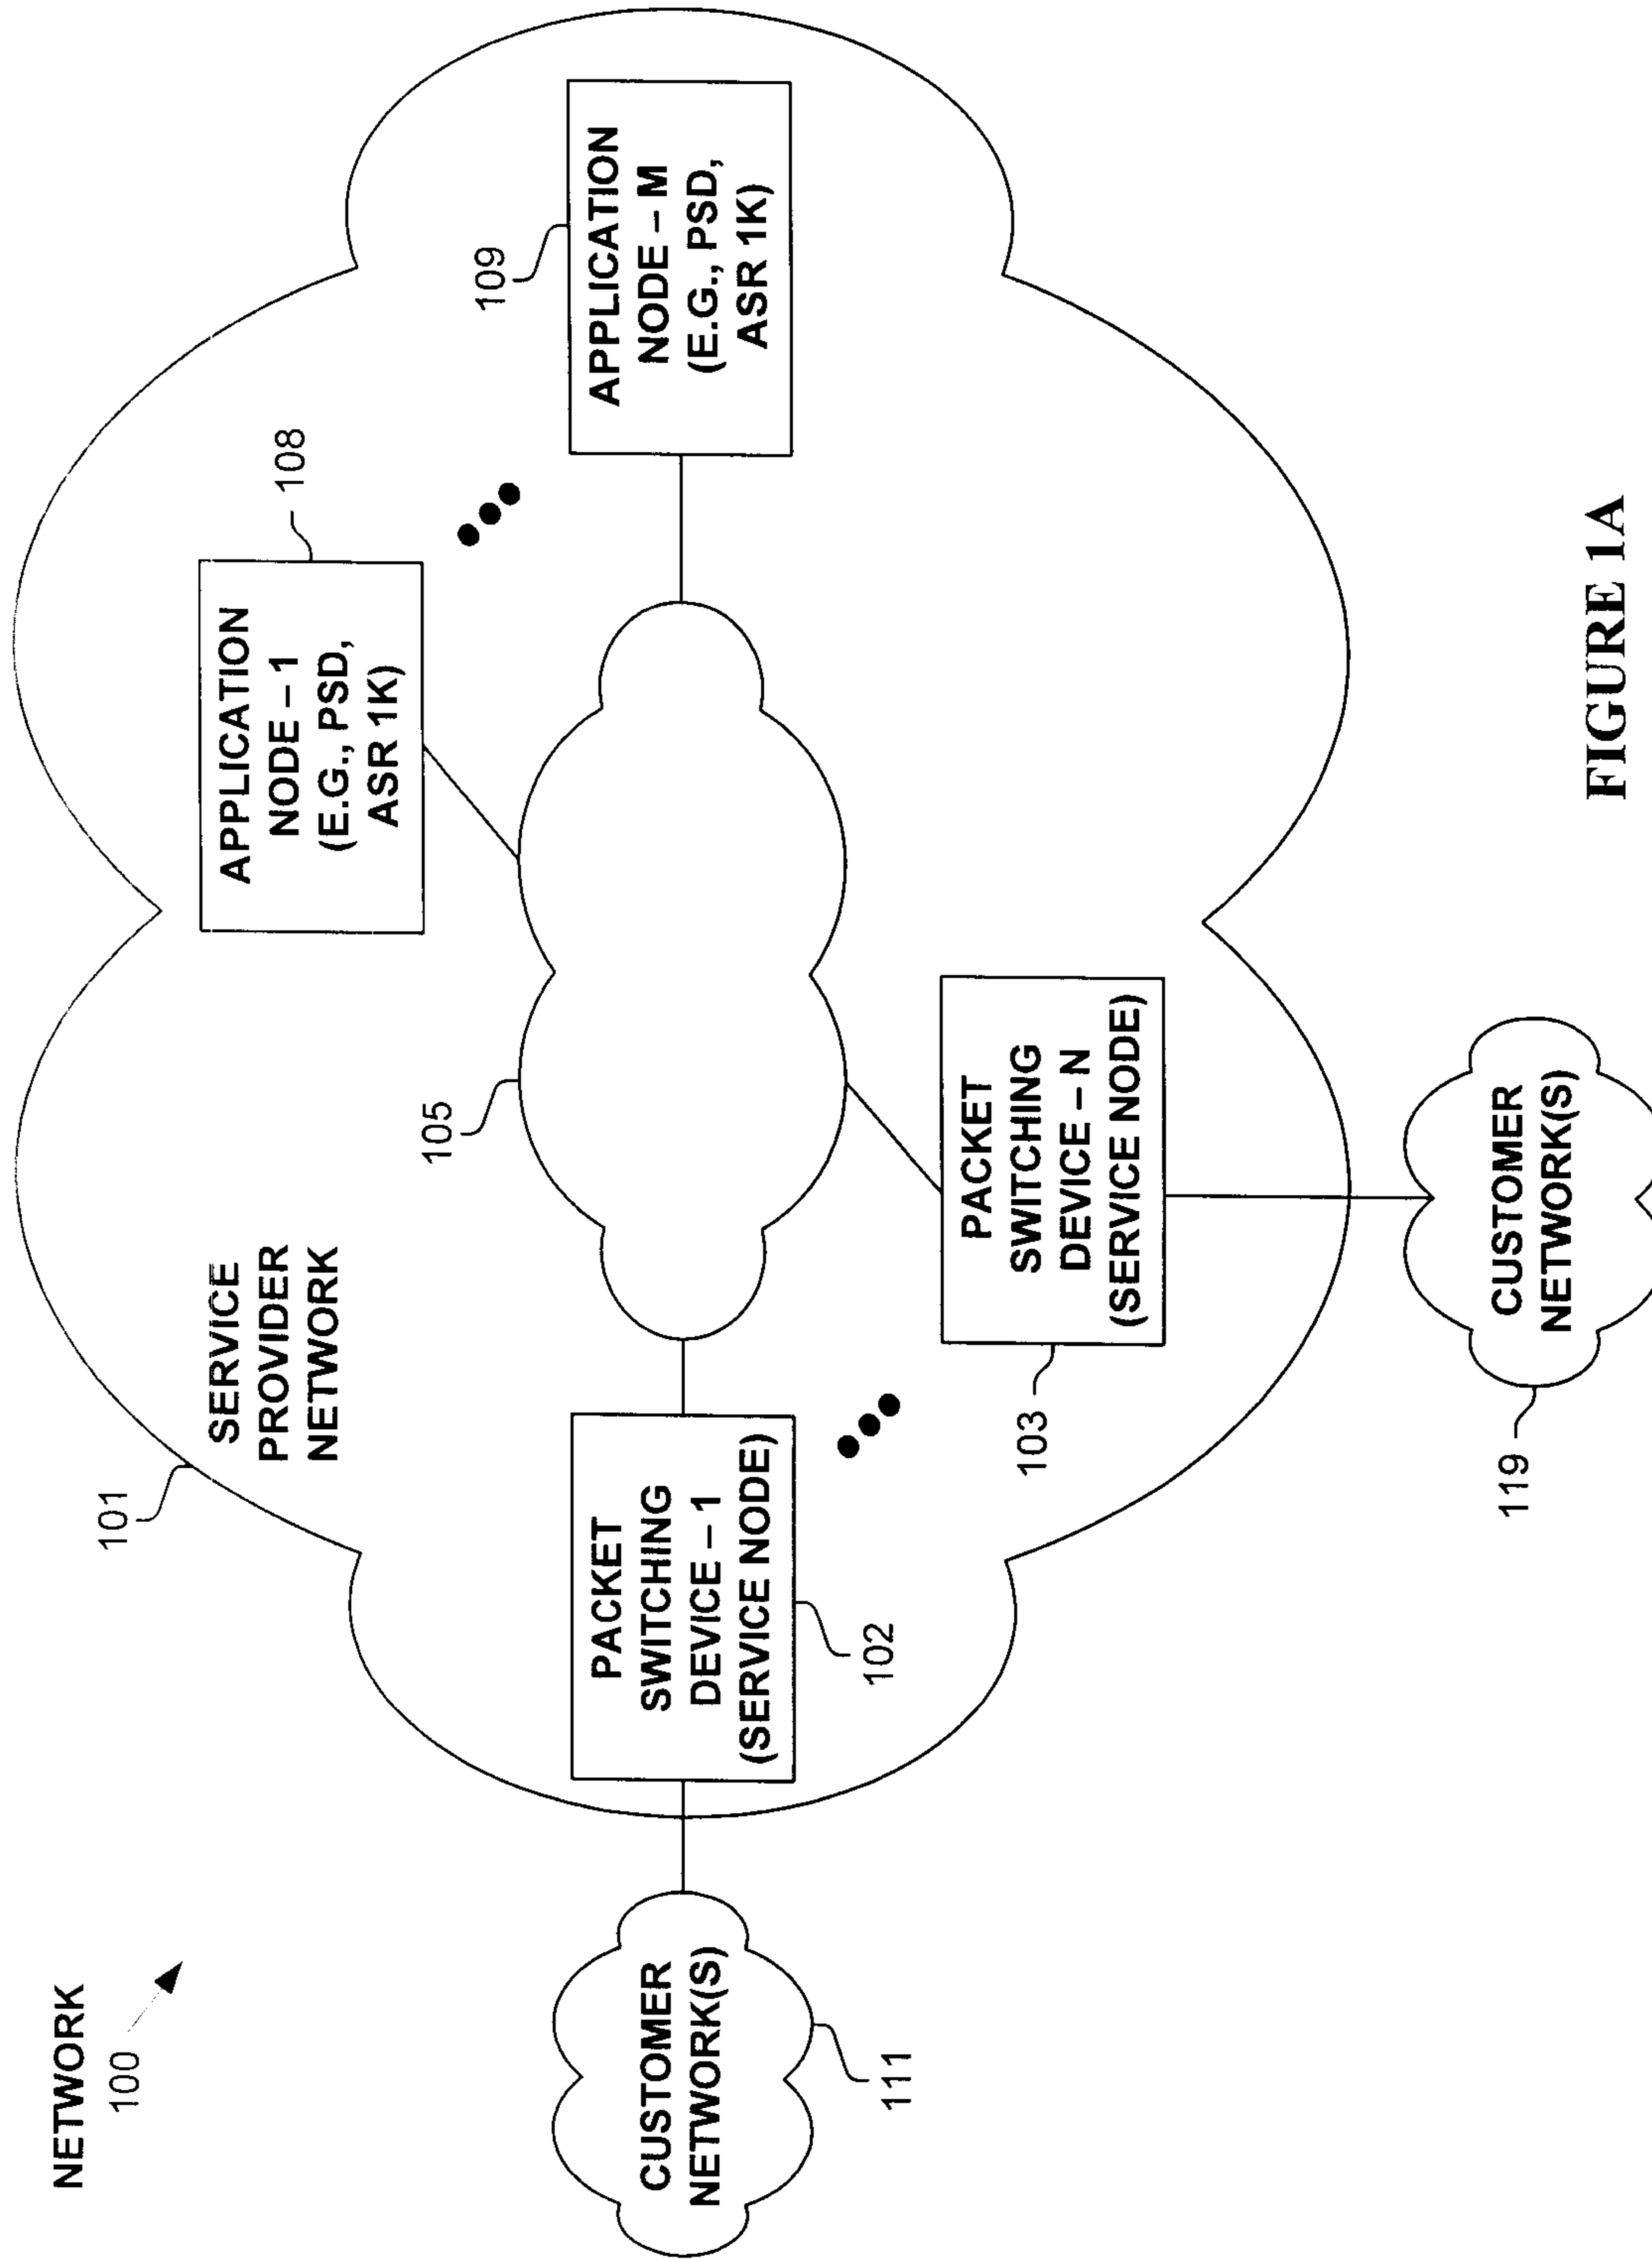 NETWORK
100
101
SERVICE
PROVIDER
NETWORK
108
APPLICATION
NODE – 1
(E.G., PSD,
ASR 1K)
109
APPLICATION
NODE – M
(E.G., PSD,
ASR 1K)
105
CUSTOMER
NETWORK(S)
111
PACKET
SWITCHING
DEVICE – 1
(SERVICE NODE)
102
103
PACKET
SWITCHING
DEVICE – N
(SERVICE NODE)
119
CUSTOMER
NETWORK(S)
FIGURE 1A